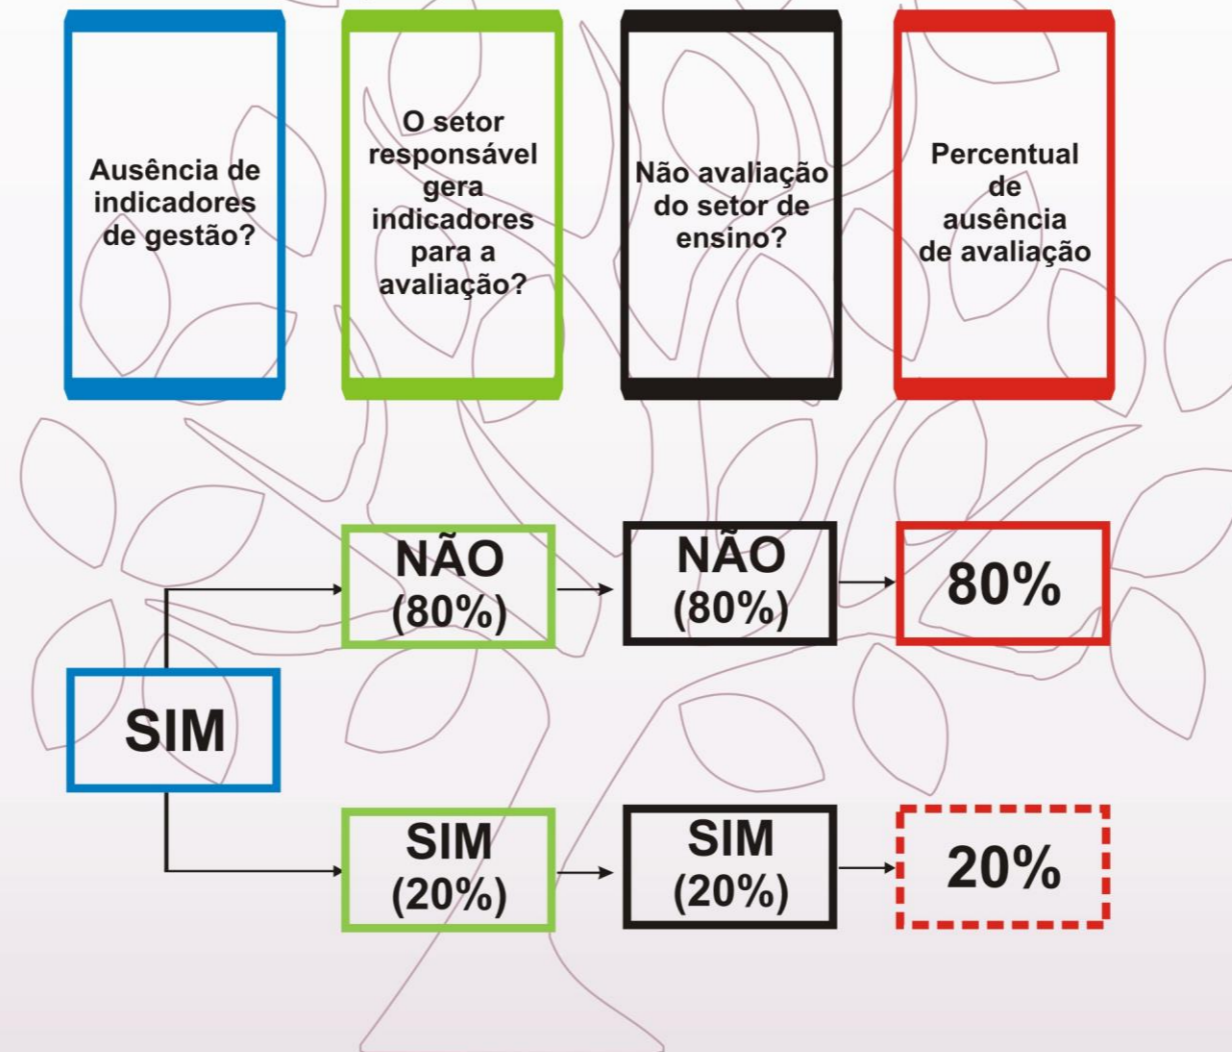 Ausência de
indicadores
de gestão?
O setor
responsável
gera
indicadores
para a
avaliação?
Não avaliação
do setor de
ensino?
Percentual
de
ausência
de avaliação
NÃO
(80%)
NÃO
(80%)
80%
SIM
SIM
(20%)
SIM
(20%)
20%